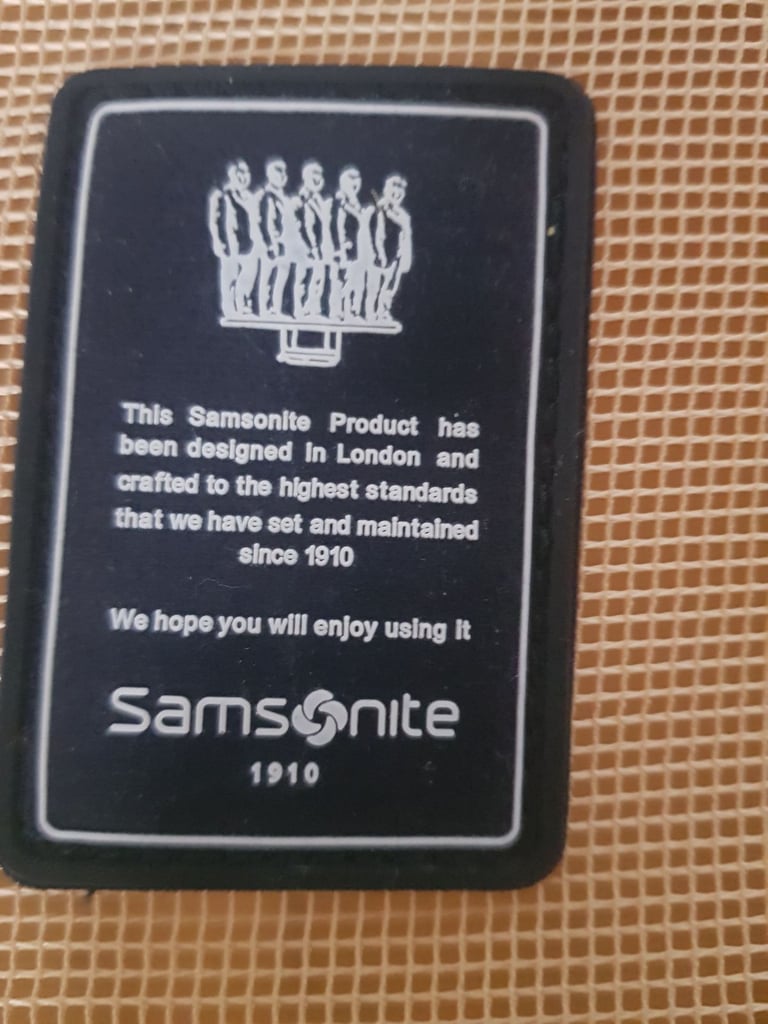 This Samsonite Product has
been designed in London and
crafted to the highest standards
that we have set and maintained
since 1910
We hope you will enjoy using it
Samsonite
1910